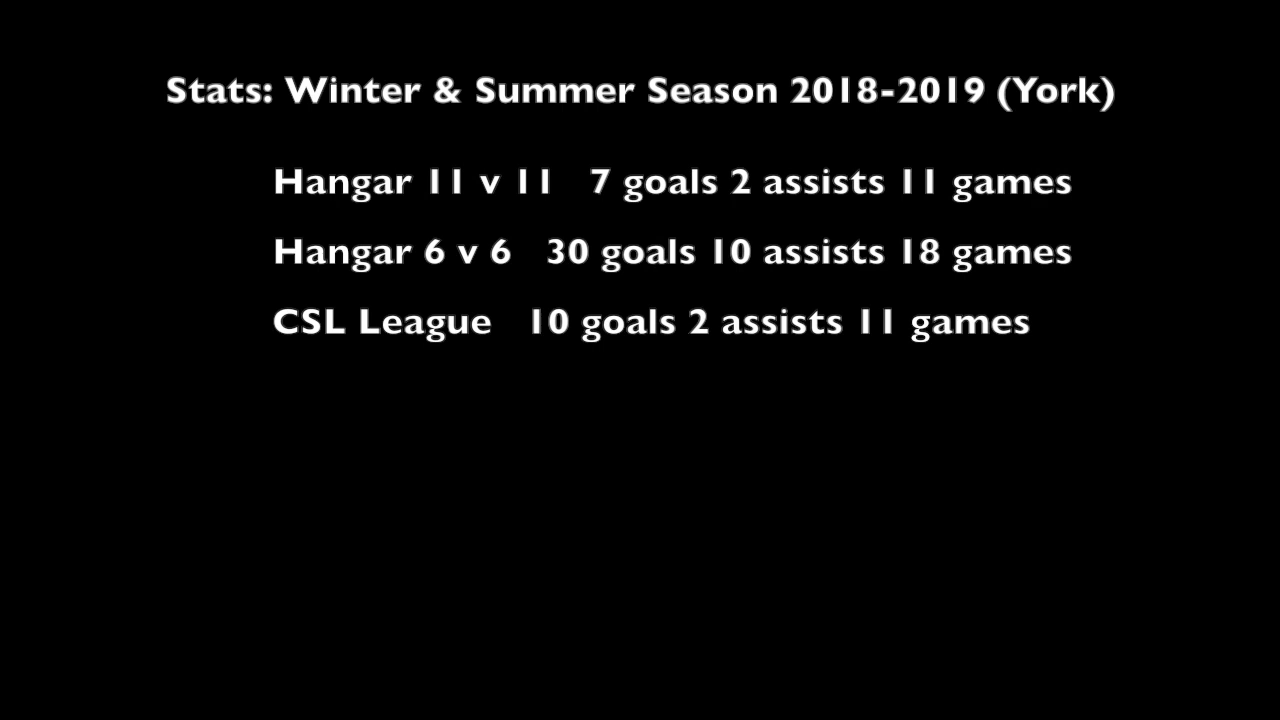 Stats: Winter & Summer Season 2018-2019 (York)
Hangar 11 v 11 7 goals 2 assists 11 games
Hangar 6 v 6 30 goals 10 assists 18 games
CSL League 10 goals 2 assists 11 games